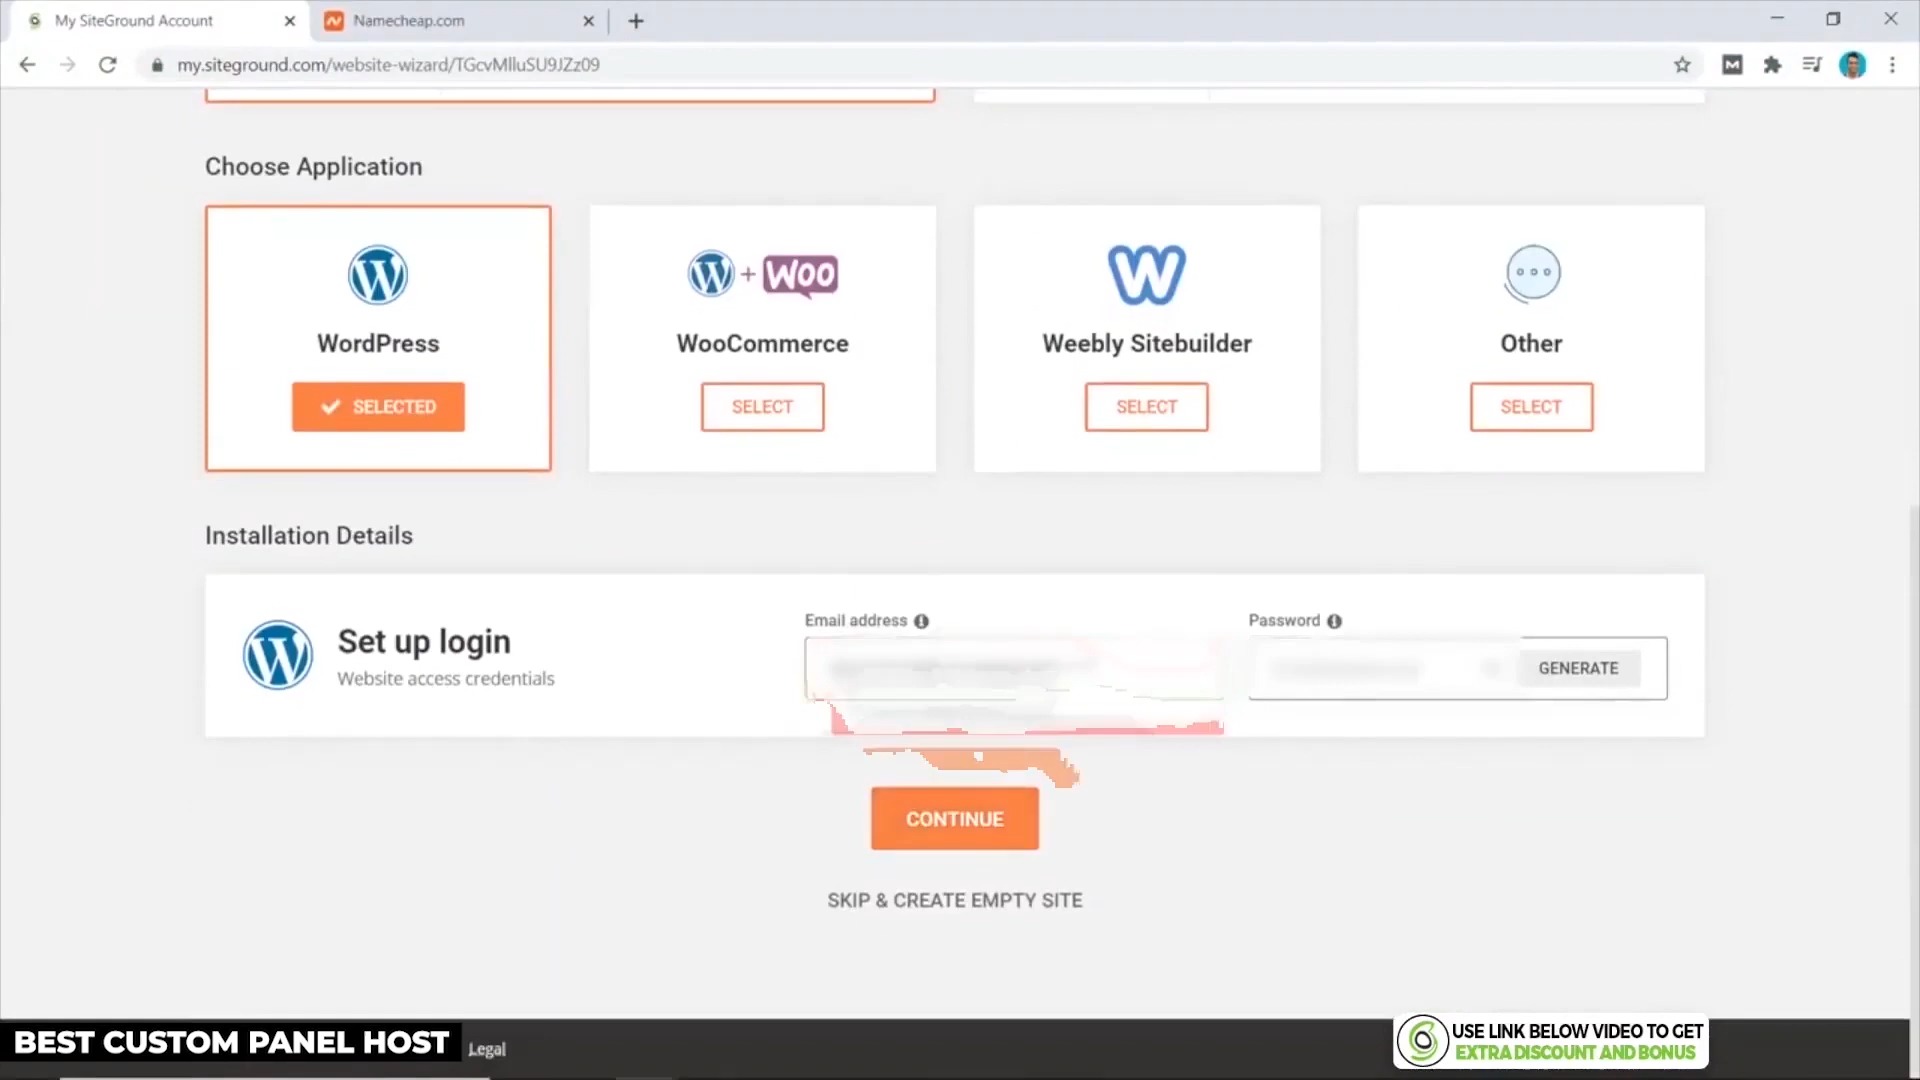 My SiteGround Account
Namecheap.com
my.siteground.com/website-wizard/TGcvMlluSU9JZz09
Choose Application
WOO
WordPress
WooCommerce
Weebly Sitebuilder
Other
SELECTED
SELECT
SELECT
SELECT
Installation Details
Email address
Password
Set up login
Website access credentials
GENERATE
CONTINUE
SKIP & CREATE EMPTY SITE
BEST CUSTOM PANEL HOST
Legal
USE LINK BELOW VIDEO TO GET
EXTRA DISCOUNT AND BONUS